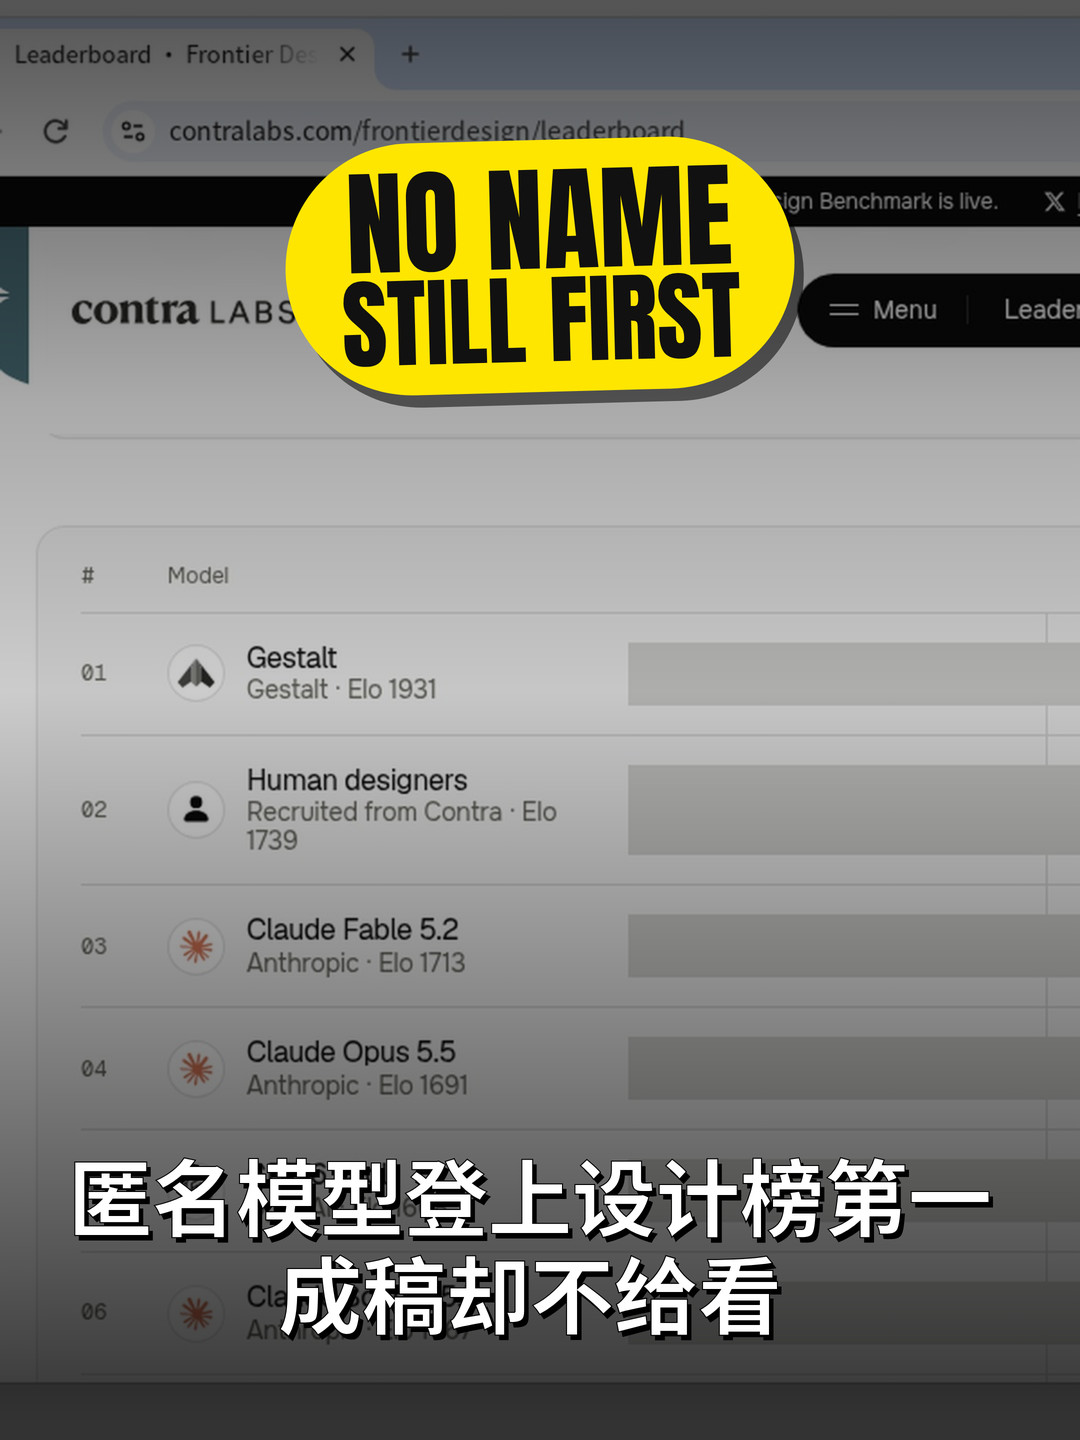 Leaderboard • Frontier Des
contralabs.com/frontierdesign/leaderboard
NO NAME
STILL FIRST
sign Benchmark is live.
contra LABS
Menu
Leader
# Model
01 Gestalt
Gestalt · Elo 1931
02 Human designers
Recruited from Contra · Elo
1739
03 Claude Fable 5.2
Anthropic · Elo 1713
04 Claude Opus 5.5
Anthropic · Elo 1691
匿名模型登上设计榜第一
成稿却不给看
06